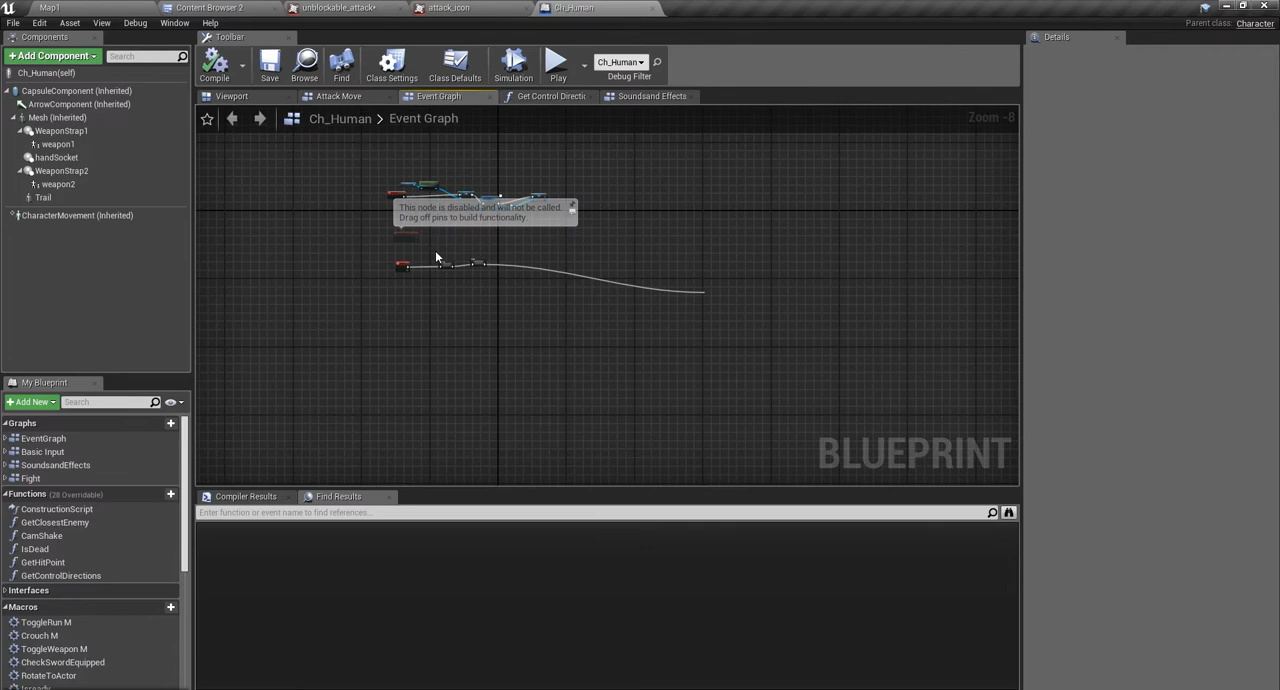 Map1
Content Browser 2
unblockable_attack*
attack_icon
Ch_Human
File Edit Asset View Debug Window Help
Parent class: Character
Components
Toolbar
Details
+Add Component
Search
Compile
Save
Browse
Find
Class Settings
Class Defaults
Simulation
Play
Ch_Human
Debug Filter
Ch_Human(self)
CapsuleComponent (Inherited)
ArrowComponent (Inherited)
Mesh (Inherited)
WeaponStrap1
weapon1
handSocket
WeaponStrap2
weapon2
Trail
CharacterMovement (Inherited)
Viewport
Attack Move
Event Graph
Get Control Directic
Soundsand Effects
Ch_Human > Event Graph
Zoom -8
This node is disabled and will not be called.
Drag off pins to build functionality.
BLUEPRINT
My Blueprint
+Add New
Search
Graphs
EventGraph
Basic Input
SoundsandEffects
Fight
Functions (28 Overridable)
ConstructionScript
GetClosestEnemy
CamShake
IsDead
GetHitPoint
GetControlDirections
Interfaces
Macros
ToggleRun M
Crouch M
ToggleWeapon M
CheckSwordEquipped
RotateToActor
Compiler Results
Find Results
Enter function or event name to find references...